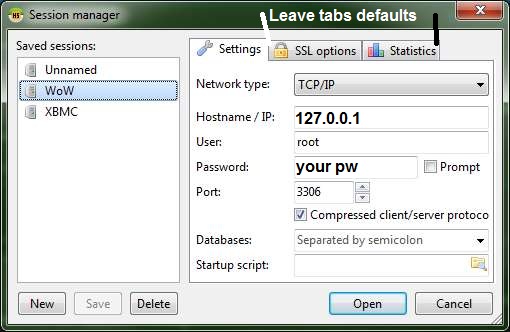 HS Session manager
Leave tabs defaults
Saved sessions:
Unnamed
WoW
XBMC
Settings
SSL options
Statistics
Network type: TCP/IP
Hostname / IP: 127.0.0.1
User: root
Password: your pw Prompt
Port: 3306
Compressed client/server protoco
Databases: Separated by semicolon
Startup script:
New Save Delete Open Cancel